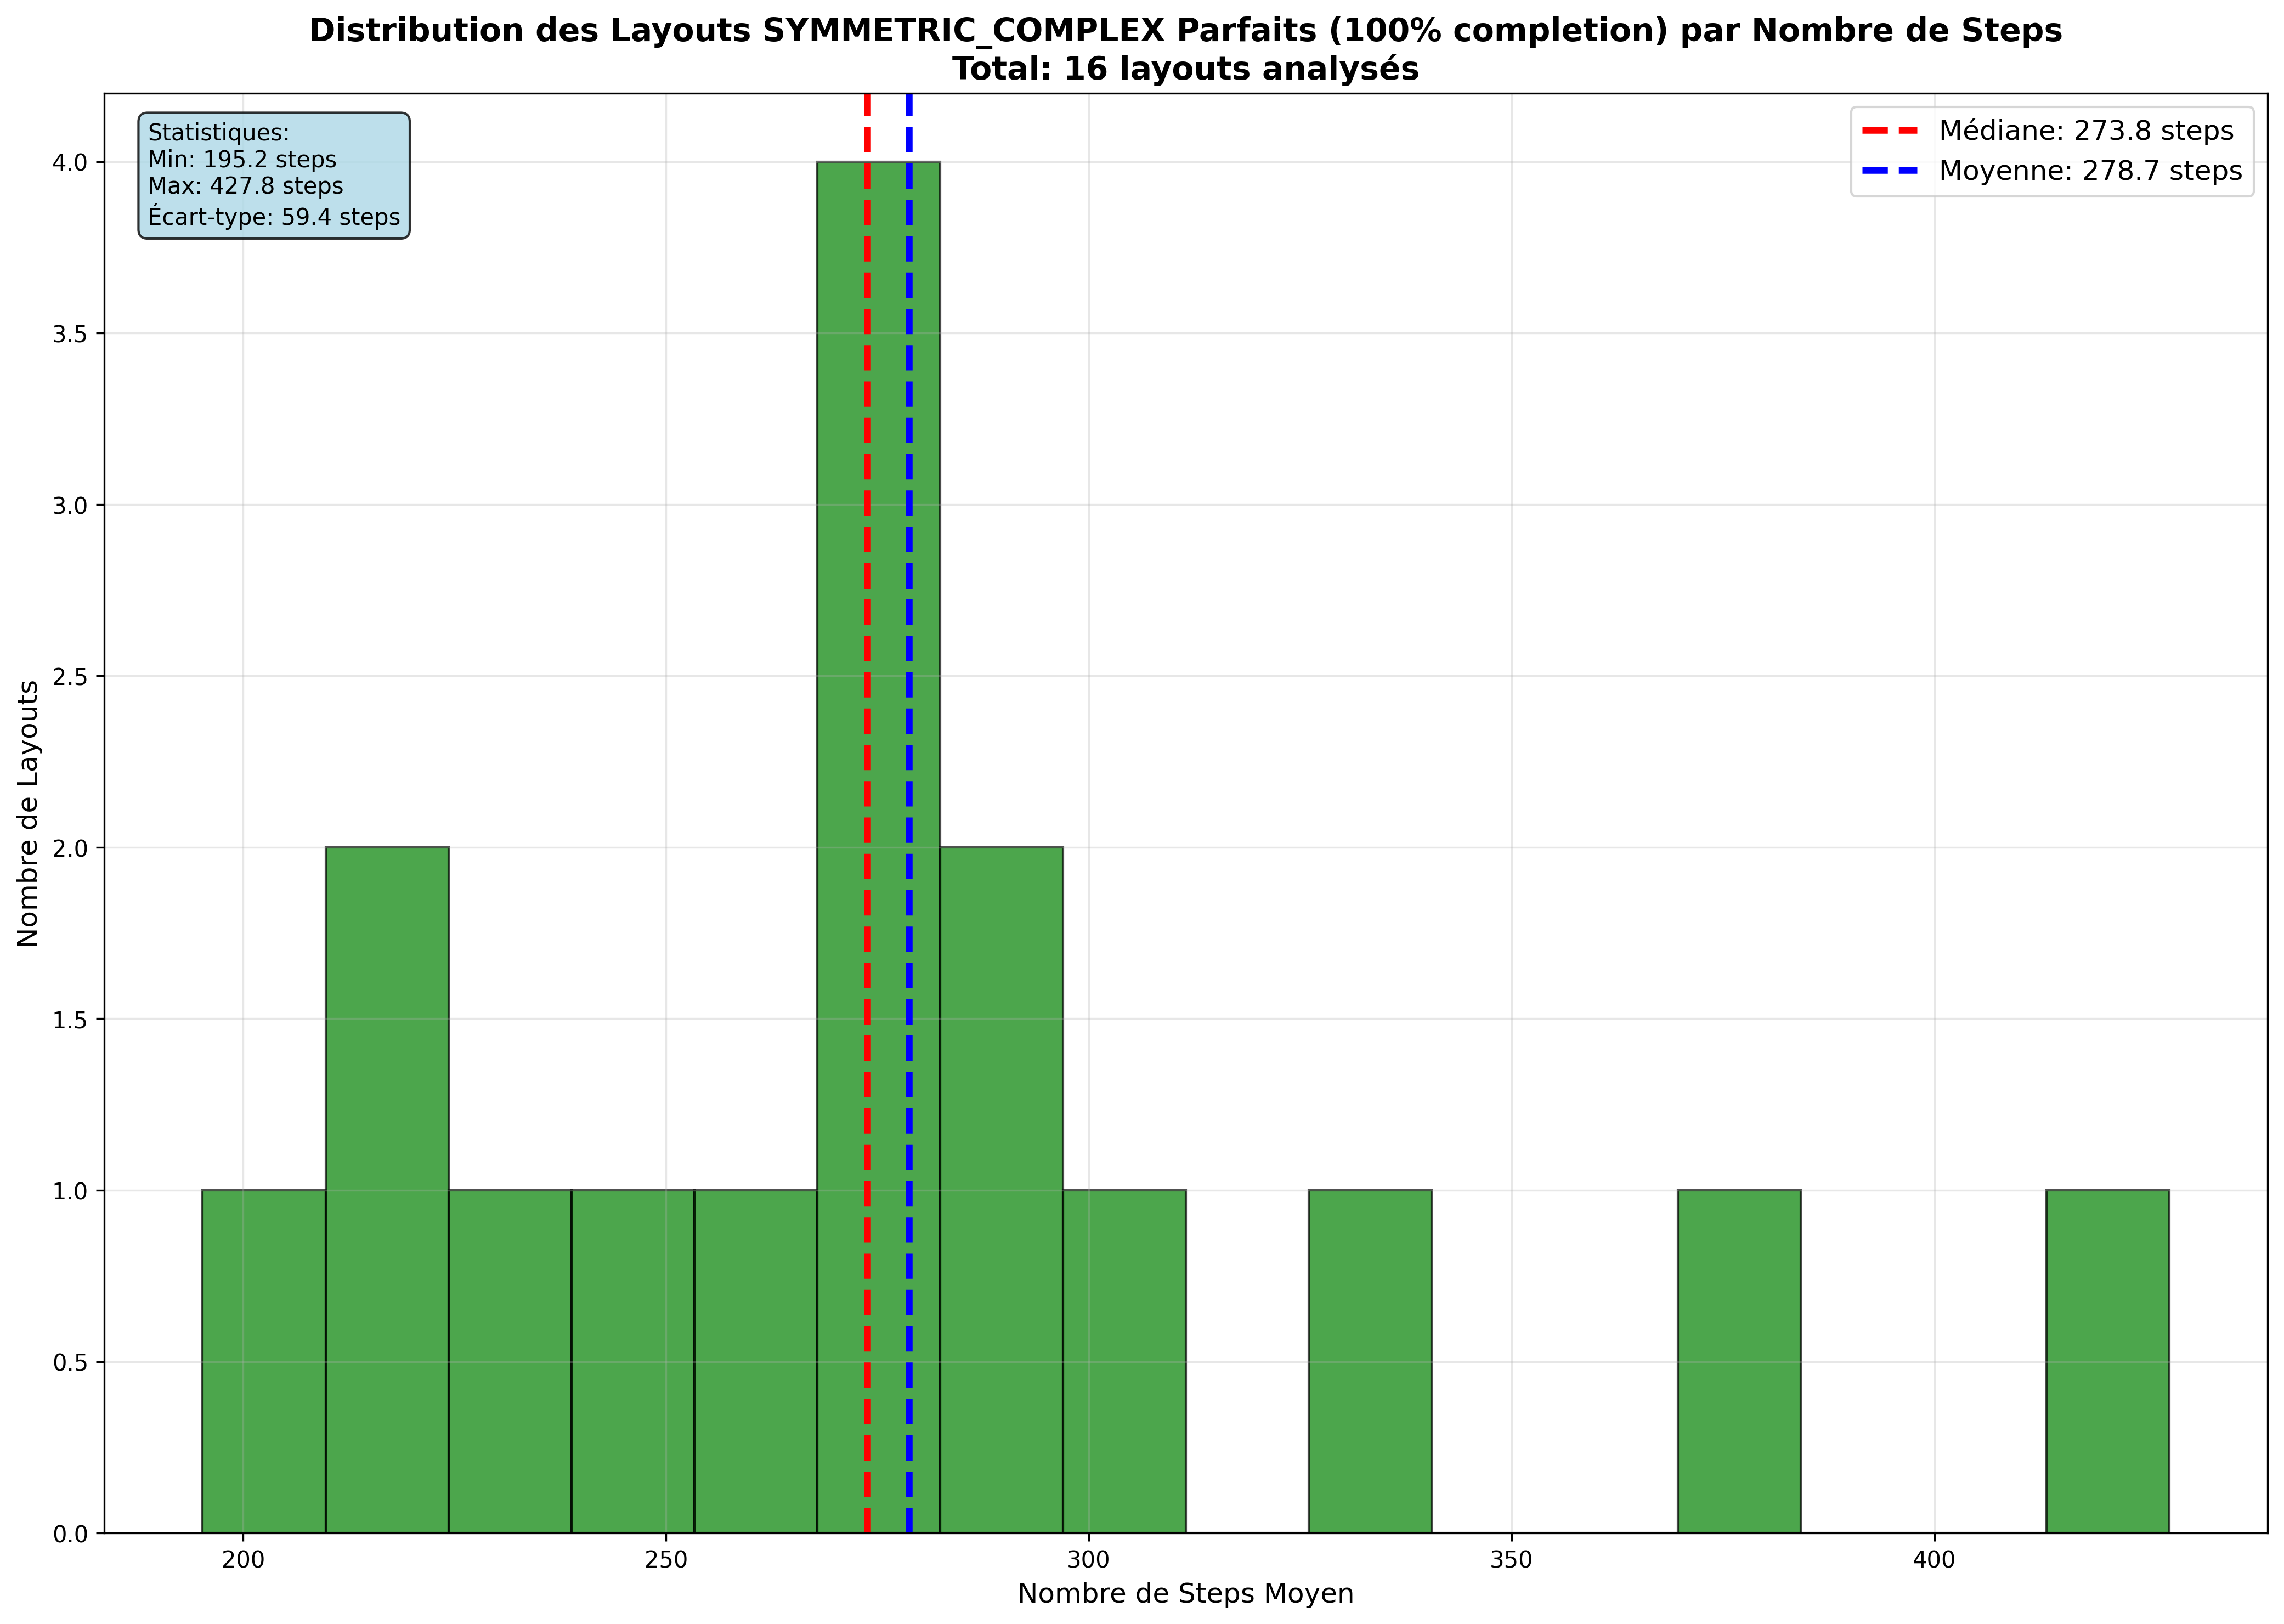 Distribution des Layouts SYMMETRIC_COMPLEX Parfaits (100% completion) par Nombre de Steps
Total: 16 layouts analysés
Statistiques:
Min: 195.2 steps
Max: 427.8 steps
Écart-type: 59.4 steps
Médiane: 273.8 steps
Moyenne: 278.7 steps
Nombre de Layouts
4.0
3.5
3.0
2.5
2.0
1.5
1.0
0.5
0.0
200
250
300
350
400
Nombre de Steps Moyen